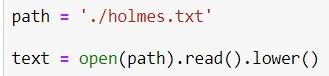 path = './holmes.txt'
text = open(path).read().lower()